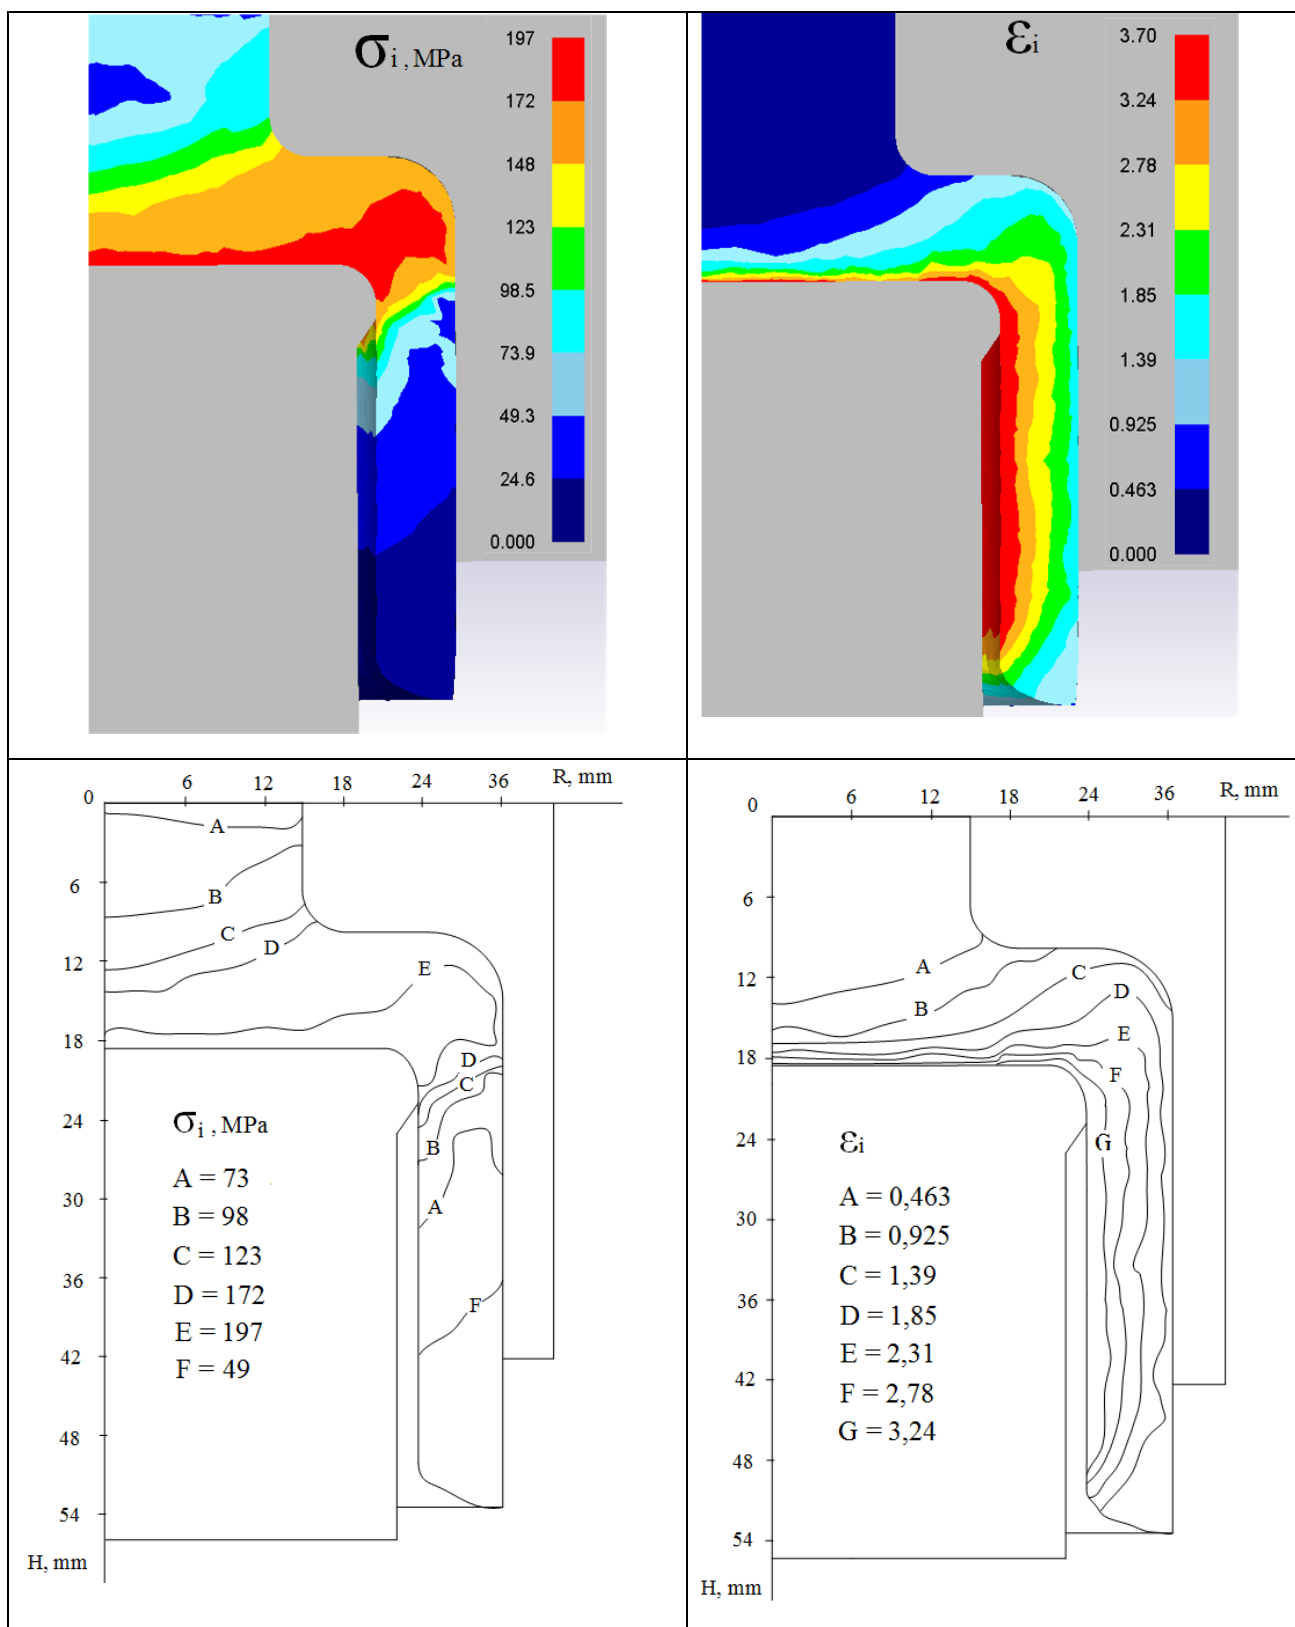 σi , MPa
197
172
148
123
98.5
73.9
49.3
24.6
0.000
εi
3.70
3.24
2.78
2.31
1.85
1.39
0.925
0.463
0.000
0 6 12 18 24 36 R, mm
6
12
18
24
30
36
42
48
54
H, mm
A
B
C
D
E
D
C
B
A
F
σi , MPa
A = 73
B = 98
C = 123
D = 172
E = 197
F = 49
0 6 12 18 24 36 R, mm
6
12
18
24
30
36
42
48
54
H, mm
A
B
C
D
E
F
G
εi
A = 0,463
B = 0,925
C = 1,39
D = 1,85
E = 2,31
F = 2,78
G = 3,24